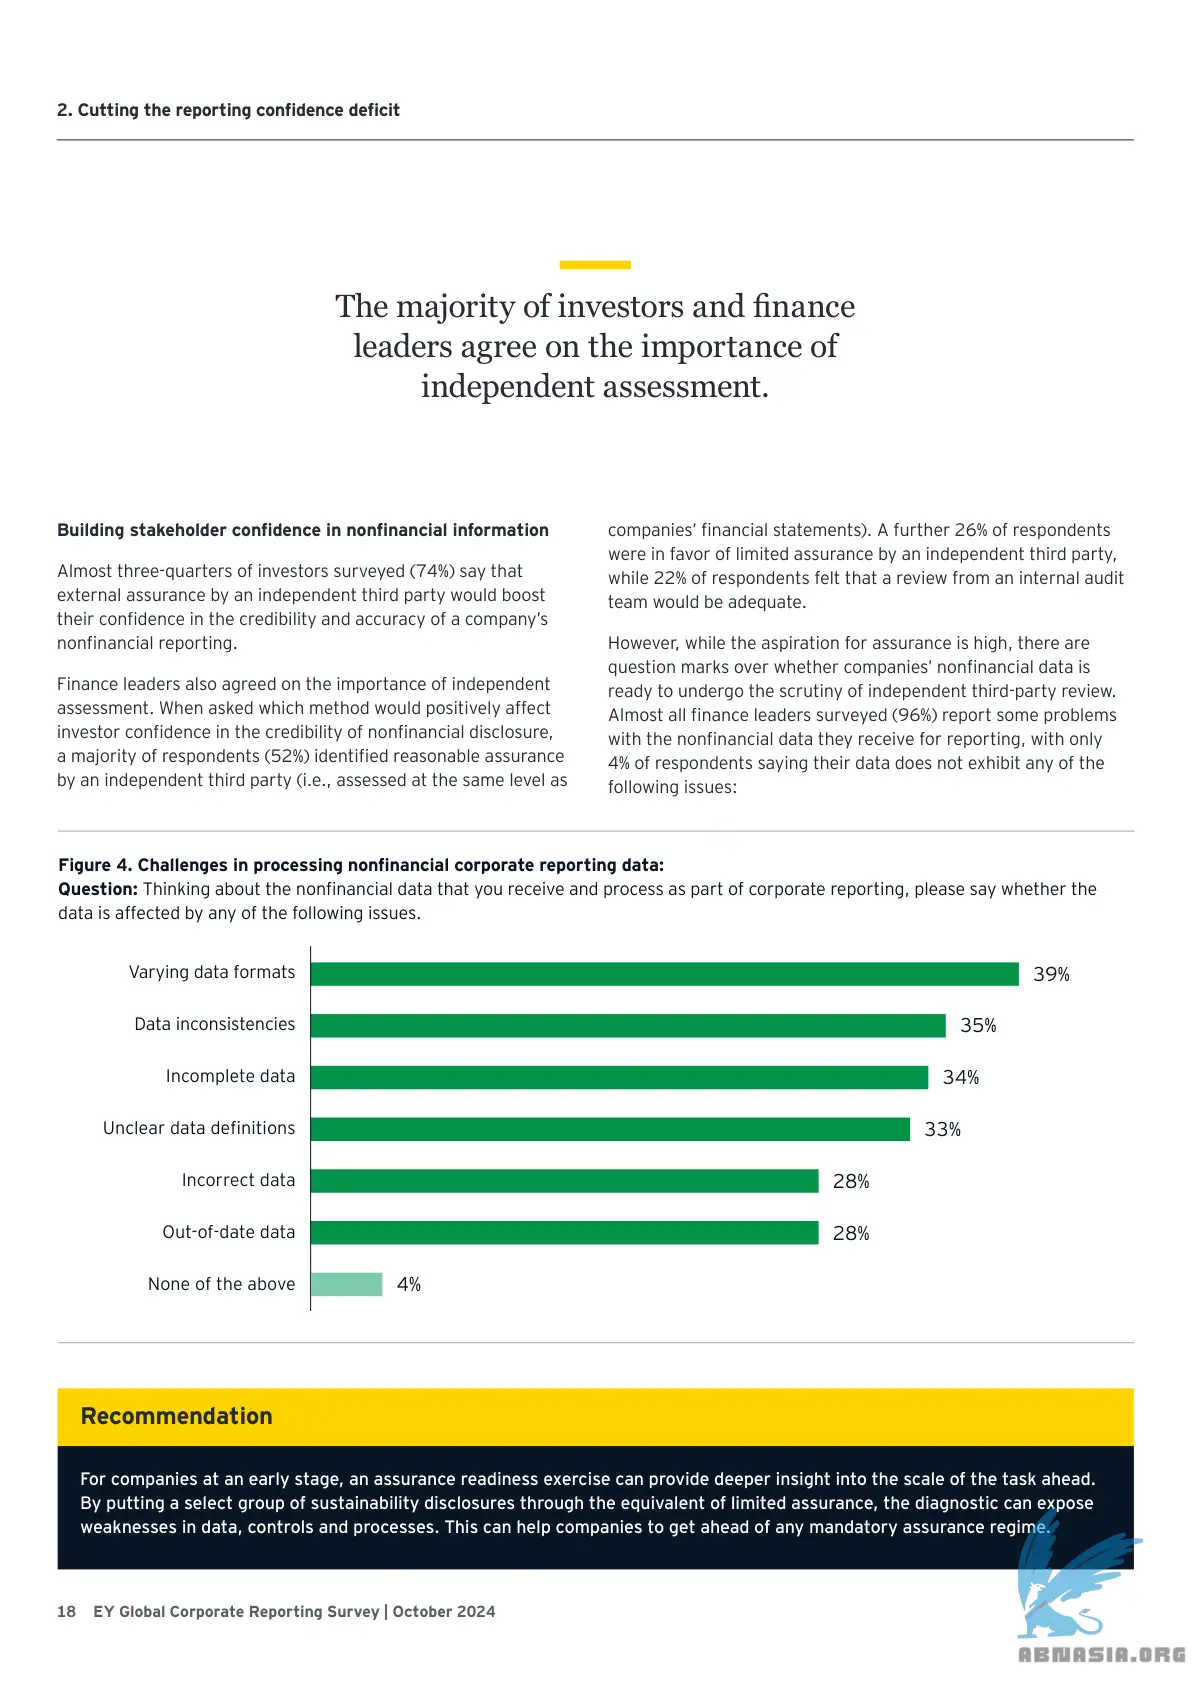 2. Cutting the reporting confidence deficit
The majority of investors and finance
leaders agree on the importance of
independent assessment.
Building stakeholder confidence in nonfinancial information
Almost three-quarters of investors surveyed (74%) say that
external assurance by an independent third party would boost
their confidence in the credibility and accuracy of a company’s
nonfinancial reporting.
Finance leaders also agreed on the importance of independent
assessment. When asked which method would positively affect
investor confidence in the credibility of nonfinancial disclosure,
a majority of respondents (52%) identified reasonable assurance
by an independent third party (i.e., assessed at the same level as
companies’ financial statements). A further 26% of respondents
were in favor of limited assurance by an independent third party,
while 22% of respondents felt that a review from an internal audit
team would be adequate.
However, while the aspiration for assurance is high, there are
question marks over whether companies’ nonfinancial data is
ready to undergo the scrutiny of independent third-party review.
Almost all finance leaders surveyed (96%) report some problems
with the nonfinancial data they receive for reporting, with only
4% of respondents saying their data does not exhibit any of the
following issues:
Figure 4. Challenges in processing nonfinancial corporate reporting data:
Question: Thinking about the nonfinancial data that you receive and process as part of corporate reporting, please say whether the
data is affected by any of the following issues.
Varying data formats 39%
Data inconsistencies 35%
Incomplete data 34%
Unclear data definitions 33%
Incorrect data 28%
Out-of-date data 28%
None of the above 4%
Recommendation
For companies at an early stage, an assurance readiness exercise can provide deeper insight into the scale of the task ahead.
By putting a select group of sustainability disclosures through the equivalent of limited assurance, the diagnostic can expose
weaknesses in data, controls and processes. This can help companies to get ahead of any mandatory assurance regime.
18 EY Global Corporate Reporting Survey | October 2024
ABNASIA.ORG